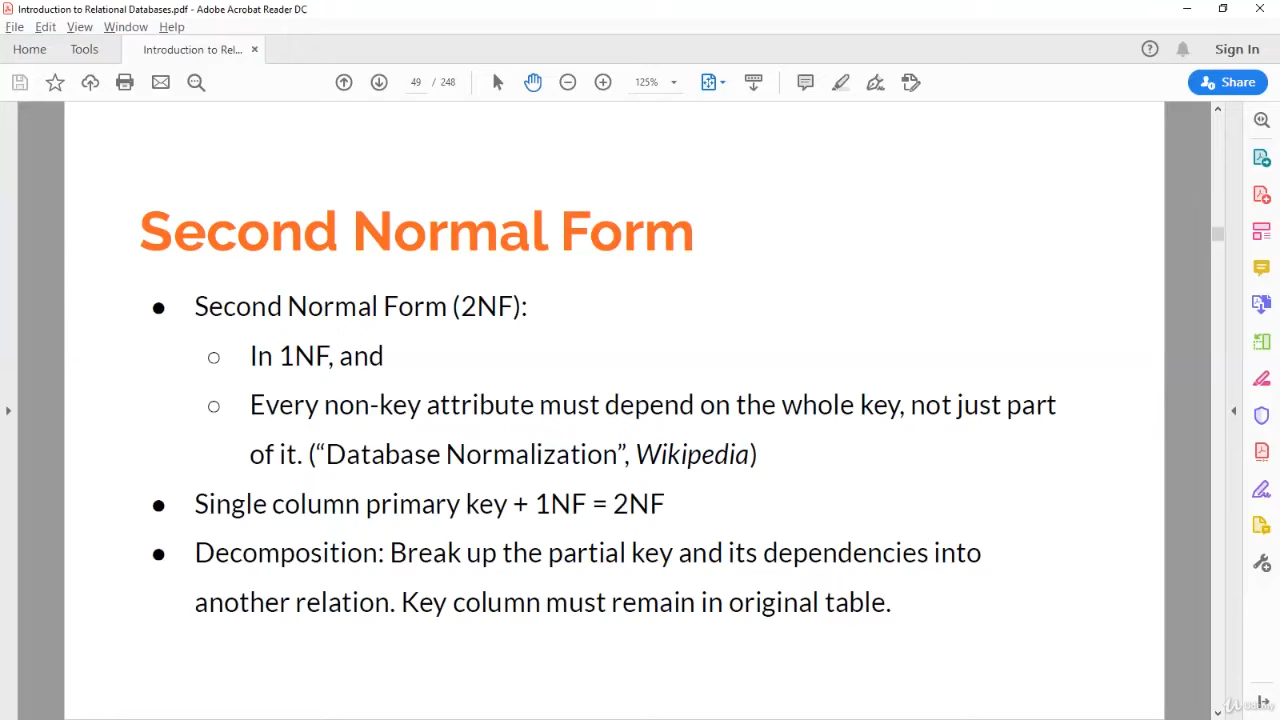 Introduction to Relational Databases.pdf - Adobe Acrobat Reader DC
File Edit View Window Help
Home Tools Introduction to Rel... × Sign In
49 / 248 125% Share
Second Normal Form
● Second Normal Form (2NF):
○ In 1NF, and
○ Every non-key attribute must depend on the whole key, not just part
of it. (“Database Normalization”, Wikipedia)
● Single column primary key + 1NF = 2NF
● Decomposition: Break up the partial key and its dependencies into
another relation. Key column must remain in original table.
Udemy